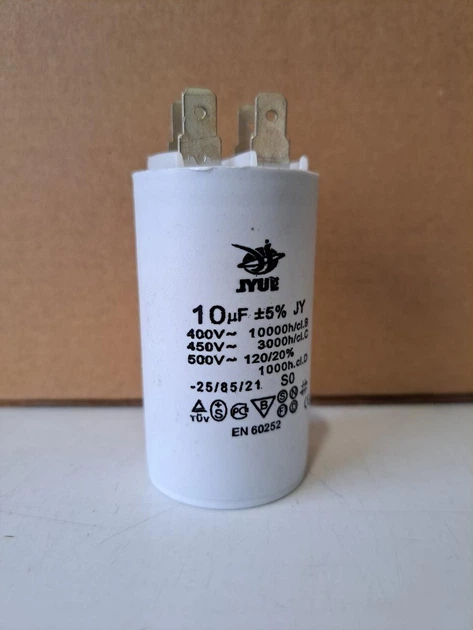 JYUE
10µF ±5% JY
400V~ 10000h/cl.B
450V~ 3000h/cl.C
500V~ 120/20%
1000h.cl.D
-25/85/21 S0
TÜV S B
EN 60252